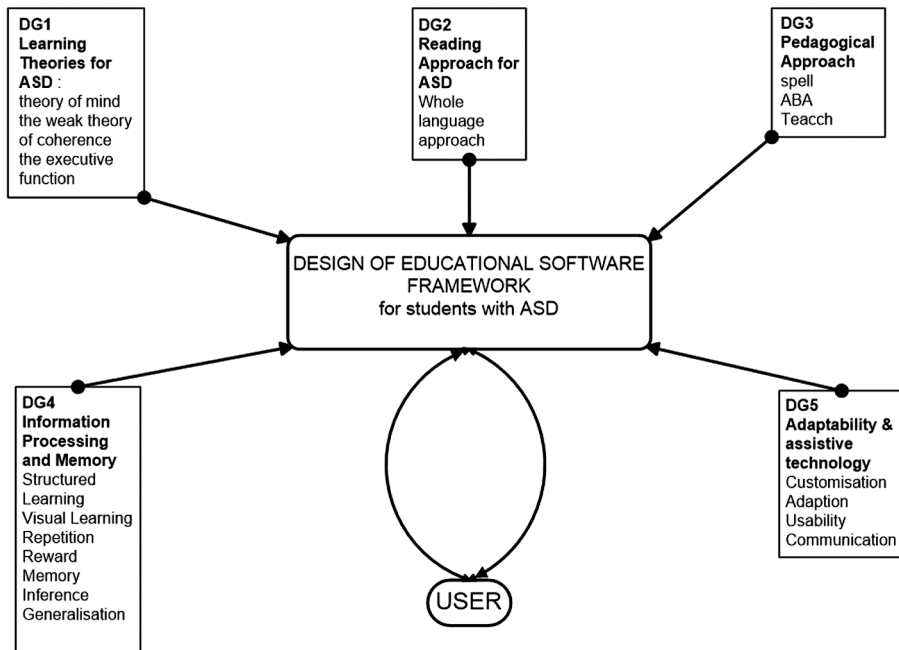 DG1
Learning
Theories for
ASD :
theory of mind
the weak theory
of coherence
the executive
function
DG2
Reading
Approach for
ASD
Whole
language
approach
DG3
Pedagogical
Approach
spell
ABA
Teacch
DESIGN OF EDUCATIONAL SOFTWARE
FRAMEWORK
for students with ASD
DG4
Information
Processing
and Memory
Structured
Learning
Visual Learning
Repetition
Reward
Memory
Inference
Generalisation
DG5
Adaptability &
assistive
technology
Customisation
Adaption
Usability
Communication
USER